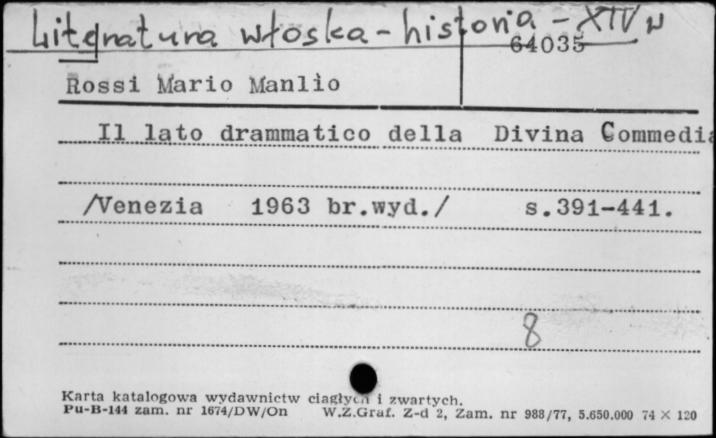 Literatura włoska - historia - XIV w
64035
Rossi Mario Manlio
Il lato drammatico della Divina Commedia
/Venezia 1963 br.wyd./ s.391-441.
8
Karta katalogowa wydawnictw ciągłych i zwartych.
Pu-B-144 zam. nr 1674/DW/On W.Z.Graf. Z-d 2, Zam. nr 988/77, 5.650.000 74 × 120